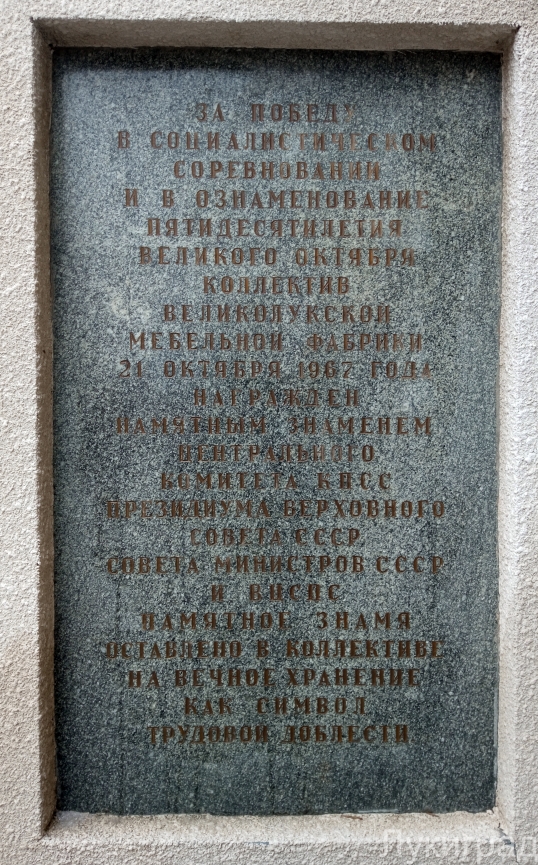 ЗА ПОБЕДУ
В СОЦИАЛИСТИЧЕСКОМ
СОРЕВНОВАНИИ
И В ОЗНАМЕНОВАНИЕ
ПЯТИДЕСЯТИЛЕТИЯ
ВЕЛИКОГО ОКТЯБРЯ
КОЛЛЕКТИВ
ВЕЛИКОЛУКСКОЙ
МЕБЕЛЬНОЙ ФАБРИКИ
21 ОКТЯБРЯ 1967 ГОДА
НАГРАЖДЕН
ПАМЯТНЫМ ЗНАМЕНЕМ
ЦЕНТРАЛЬНОГО
КОМИТЕТА КПСС
ПРЕЗИДИУМА ВЕРХОВНОГО
СОВЕТА СССР
СОВЕТА МИНИСТРОВ СССР
И ВЦСПС
ПАМЯТНОЕ ЗНАМЯ
ОСТАВЛЕНО В КОЛЛЕКТИВЕ
НА ВЕЧНОЕ ХРАНЕНИЕ
КАК СИМВОЛ
ТРУДОВОЙ ДОБЛЕСТИ
Лукиград